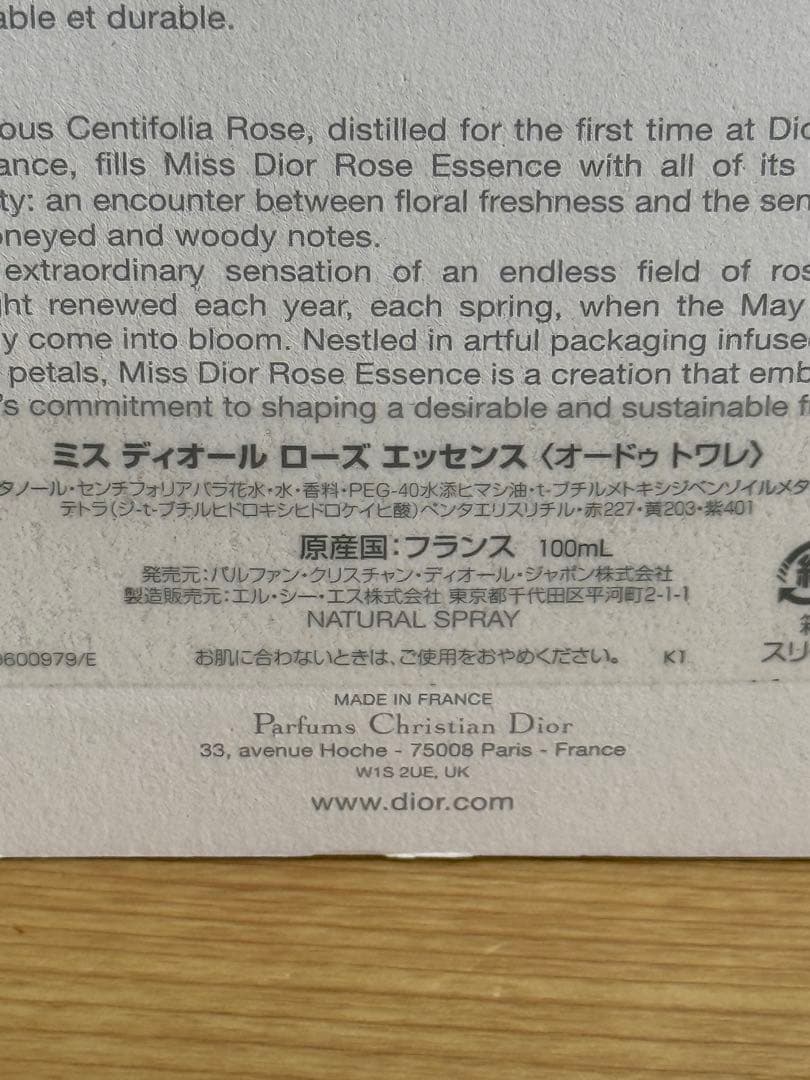 able et durable.
ous Centifolia Rose, distilled for the first time at Dio
ance, fills Miss Dior Rose Essence with all of its
ty: an encounter between floral freshness and the sen
oneyed and woody notes.
extraordinary sensation of an endless field of ros
ght renewed each year, each spring, when the May
y come into bloom. Nestled in artful packaging infused
petals, Miss Dior Rose Essence is a creation that emb
's commitment to shaping a desirable and sustainable f
ミス ディオール ローズ エッセンス〈オードゥ トワレ〉
タノール・センチフォリアバラ花水・水・香料・PEG-40水添ヒマシ油・t-ブチルメトキシジベンゾイルメタ
テトラ(ジ-t-ブチルヒドロキシヒドロケイヒ酸)ペンタエリスリチル・赤227・黄203・紫401
原産国:フランス 100mL
発売元:パルファン・クリスチャン・ディオール・ジャポン株式会社
製造販売元:エル・シー・エス株式会社 東京都千代田区平河町2-1-1
NATURAL SPRAY
紙
箱
スリ
9600979/E お肌に合わないときは、ご使用をおやめください。 K1
MADE IN FRANCE
Parfums Christian Dior
33, avenue Hoche - 75008 Paris - France
W1S 2UE, UK
www.dior.com